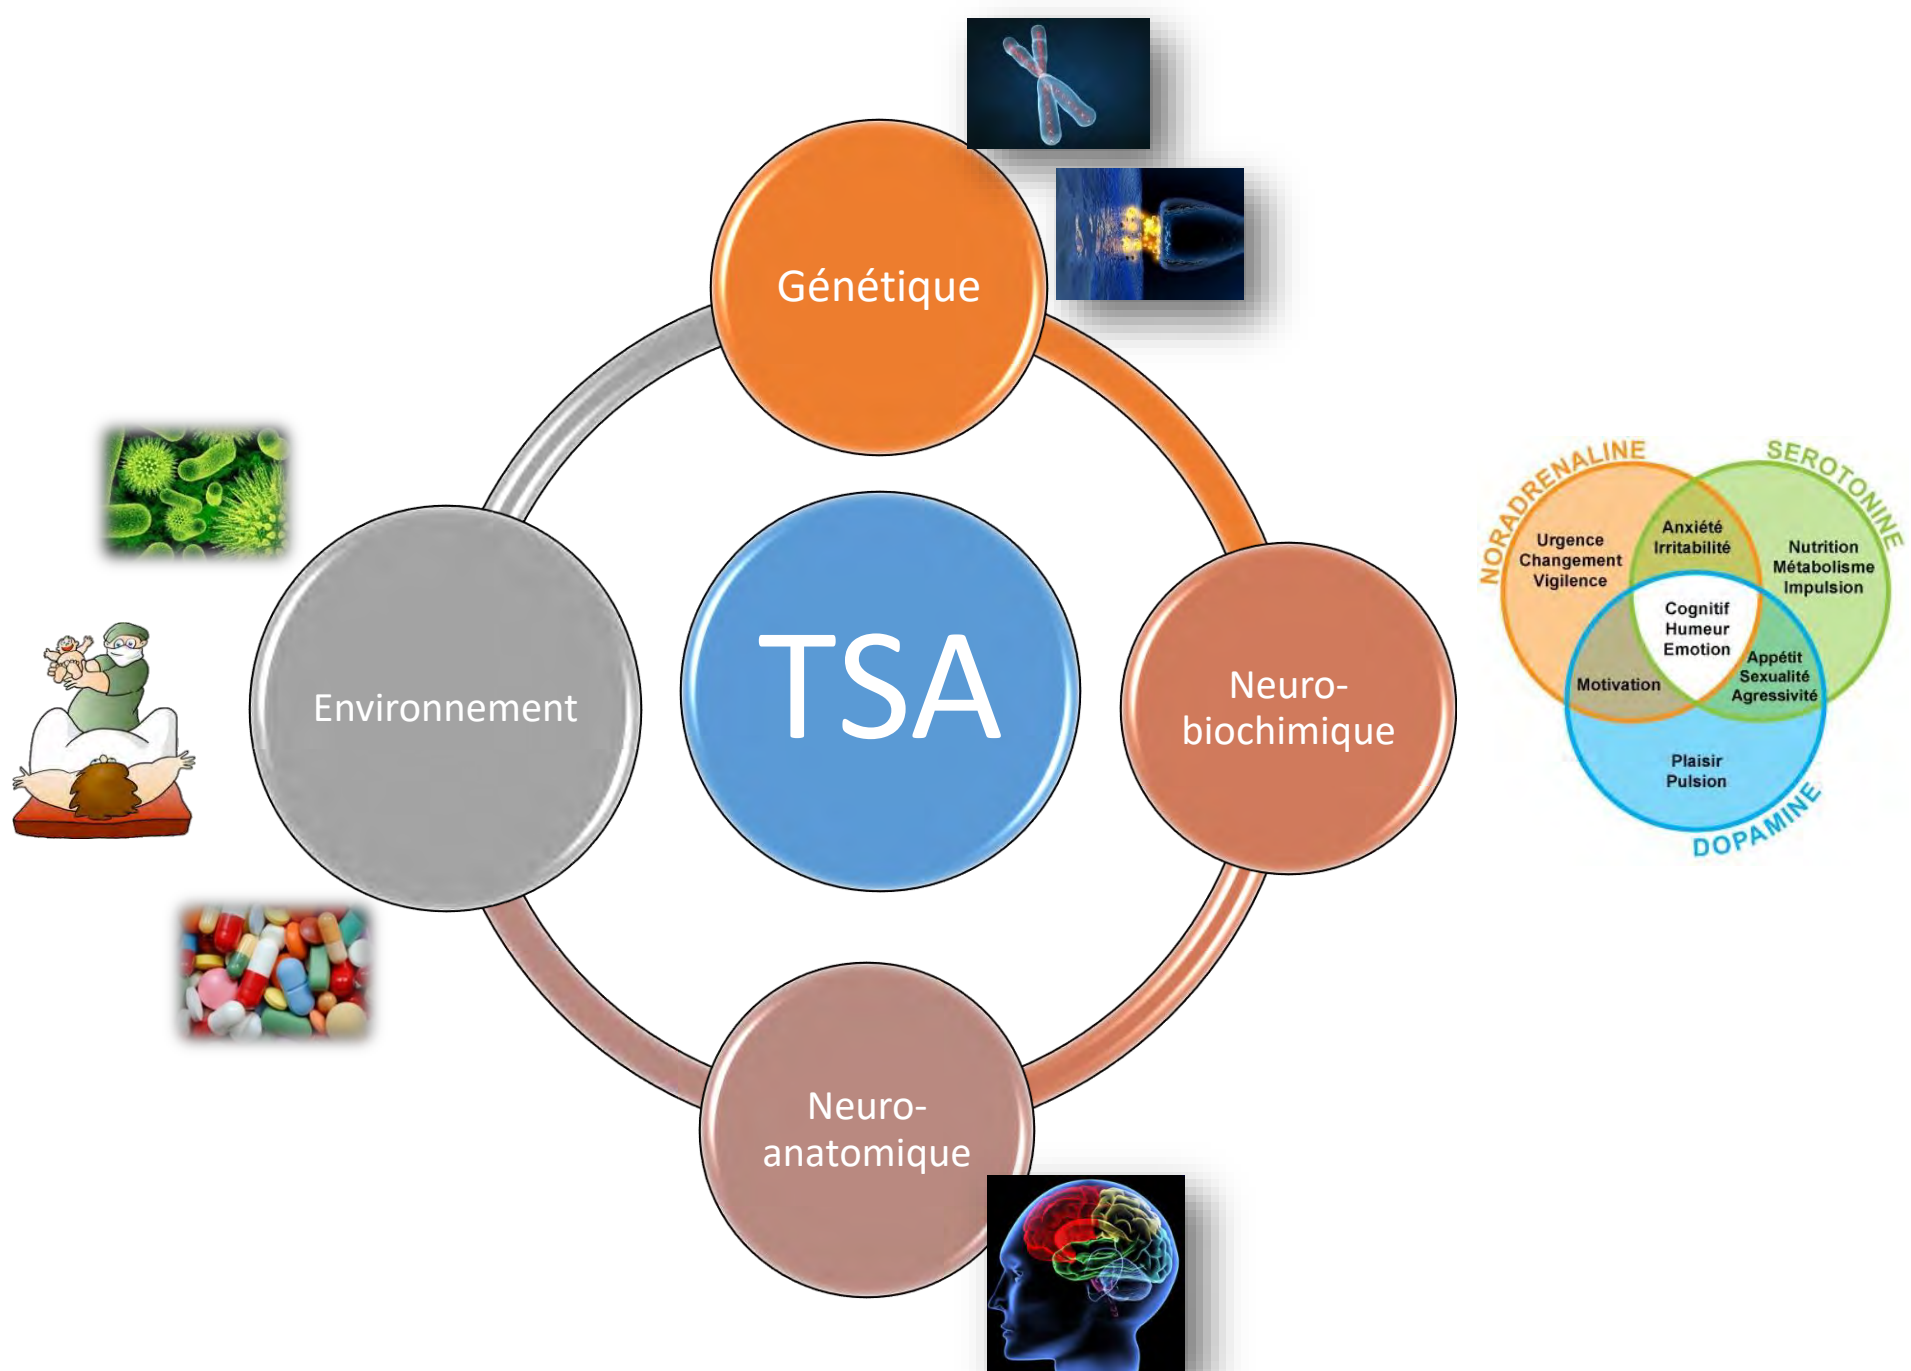 Génétique
TSA
Environnement
Neuro-
biochimique
Neuro-
anatomique
NORADRENALINE
SEROTONINE
DOPAMINE
Urgence
Changement
Vigilence
Anxiété
Irritabilité
Nutrition
Métabolisme
Impulsion
Cognitif
Humeur
Emotion
Motivation
Appétit
Sexualité
Agressivité
Plaisir
Pulsion